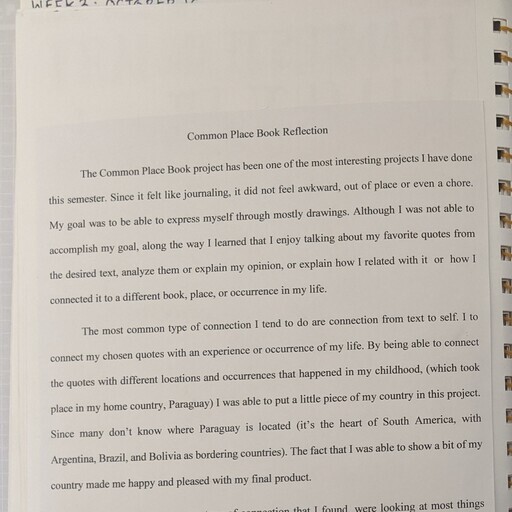 WEEK 2: OCTOBER
Common Place Book Reflection
The Common Place Book project has been one of the most interesting projects I have done
this semester. Since it felt like journaling, it did not feel awkward, out of place or even a chore.
My goal was to be able to express myself through mostly drawings. Although I was not able to
accomplish my goal, along the way I learned that I enjoy talking about my favorite quotes from
the desired text, analyze them or explain my opinion, or explain how I related with it or how I
connected it to a different book, place, or occurrence in my life.
The most common type of connection I tend to do are connection from text to self. I to
connect my chosen quotes with an experience or occurrence of my life. By being able to connect
the quotes with different locations and occurrences that happened in my childhood, (which took
place in my home country, Paraguay) I was able to put a little piece of my country in this project.
Since many don't know where Paraguay is located (it's the heart of South America, with
Argentina, Brazil, and Bolivia as bordering countries). The fact that I was able to show a bit of my
country made me happy and pleased with my final product.
of connection that I found were looking at most things